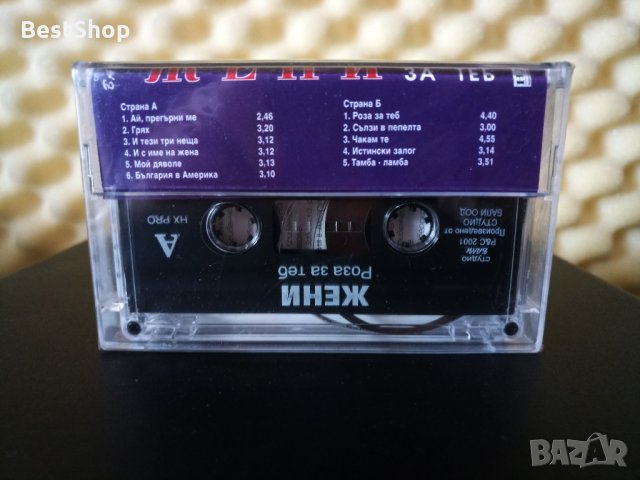 BestShop
ЖЕНИ ЗА ТЕБ
Страна А
1. Ай, прегърни ме 2,46
2. Грях 3,20
3. И тези три неща 3,12
4. И с име на жена 3,12
5. Мой дяволе 3,13
6. България в Америка 3,10
Страна Б
1. Роза за теб 4,40
2. Сълзи в пепелта 3,00
3. Чакам те 4,55
4. Истински залог 3,14
5. Тамба - ламба 3,51
ЖЕНИ
Роза за теб
A
HX PRO
СТУДИО
P&C 2001
Произведено от
СТУДИО
БАЛИ ООД
BAZAR